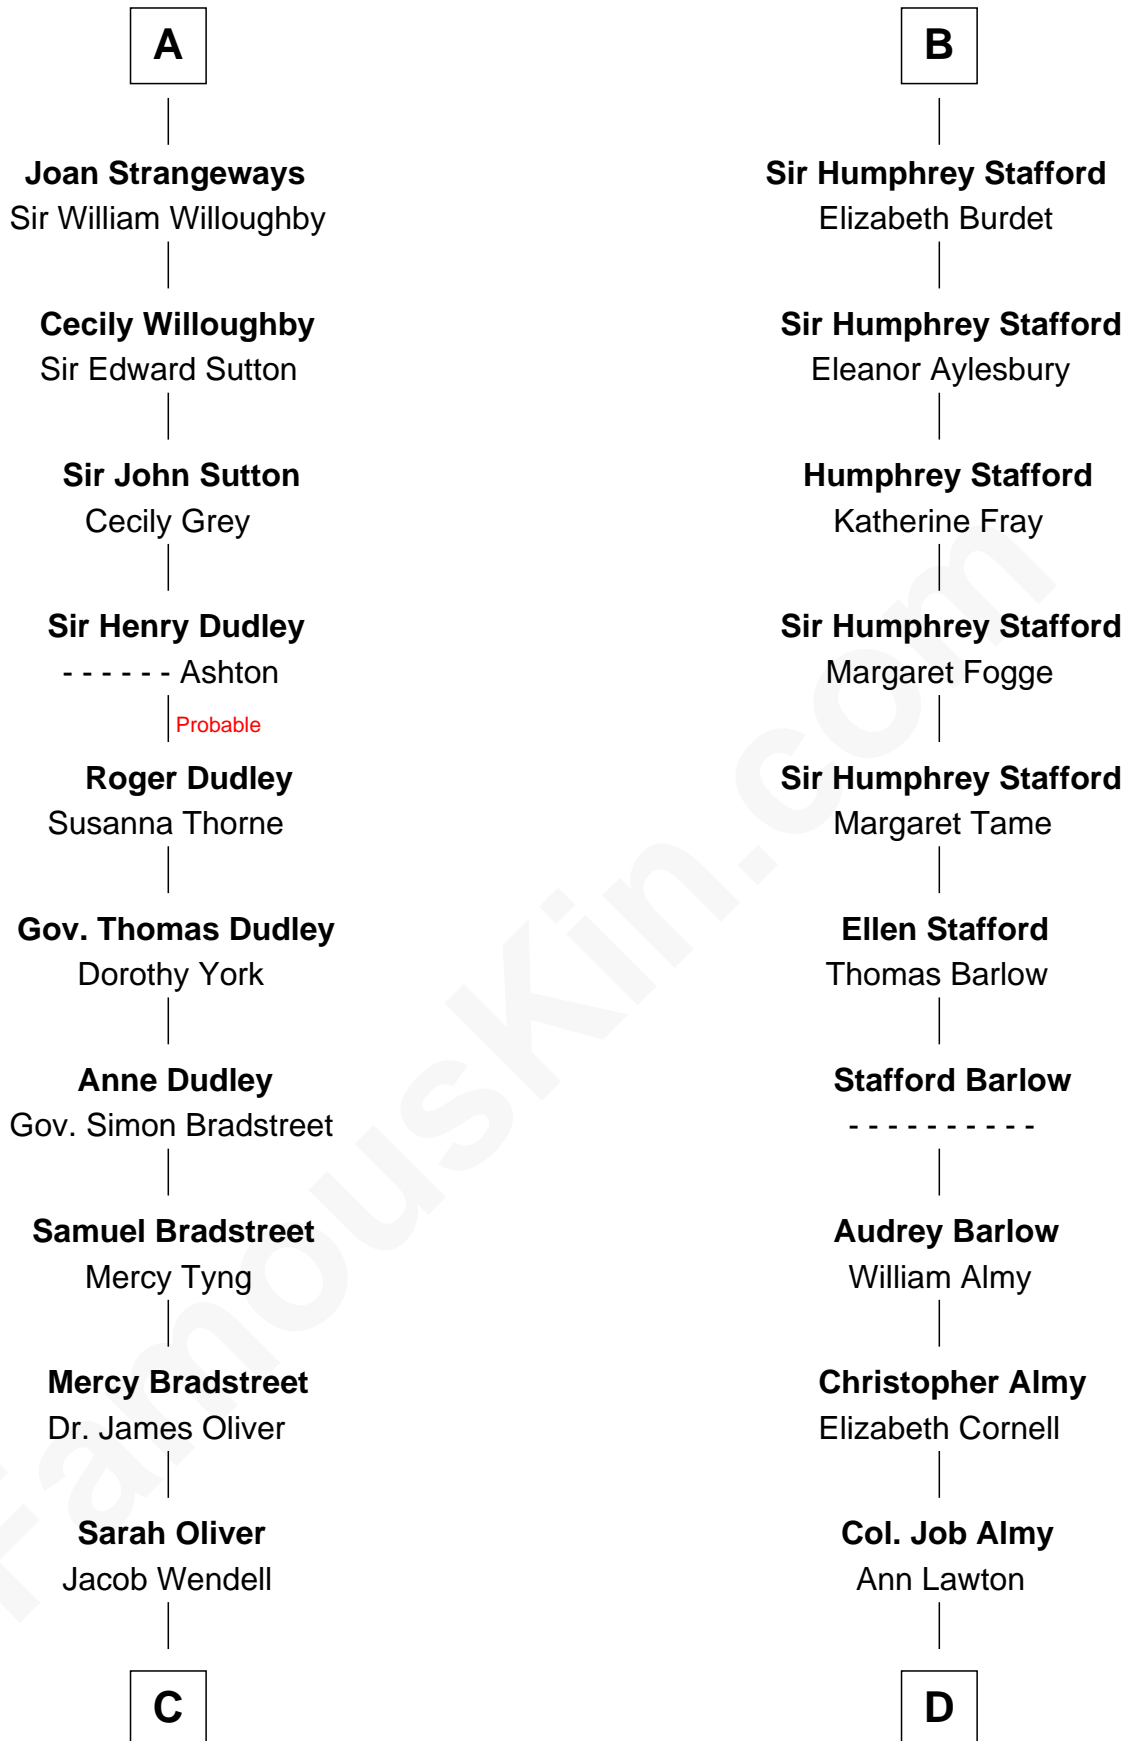 A
Joan Strangeways
Sir William Willoughby
Cecily Willoughby
Sir Edward Sutton
Sir John Sutton
Cecily Grey
Sir Henry Dudley
- - - - - - Ashton
Probable
Roger Dudley
Susanna Thorne
Gov. Thomas Dudley
Dorothy York
Anne Dudley
Gov. Simon Bradstreet
Samuel Bradstreet
Mercy Tyng
Mercy Bradstreet
Dr. James Oliver
Sarah Oliver
Jacob Wendell
C
B
Sir Humphrey Stafford
Elizabeth Burdet
Sir Humphrey Stafford
Eleanor Aylesbury
Humphrey Stafford
Katherine Fray
Sir Humphrey Stafford
Margaret Fogge
Sir Humphrey Stafford
Margaret Tame
Ellen Stafford
Thomas Barlow
Stafford Barlow
- - - - - - - - - -
Audrey Barlow
William Almy
Christopher Almy
Elizabeth Cornell
Col. Job Almy
Ann Lawton
D
FamousKin.com